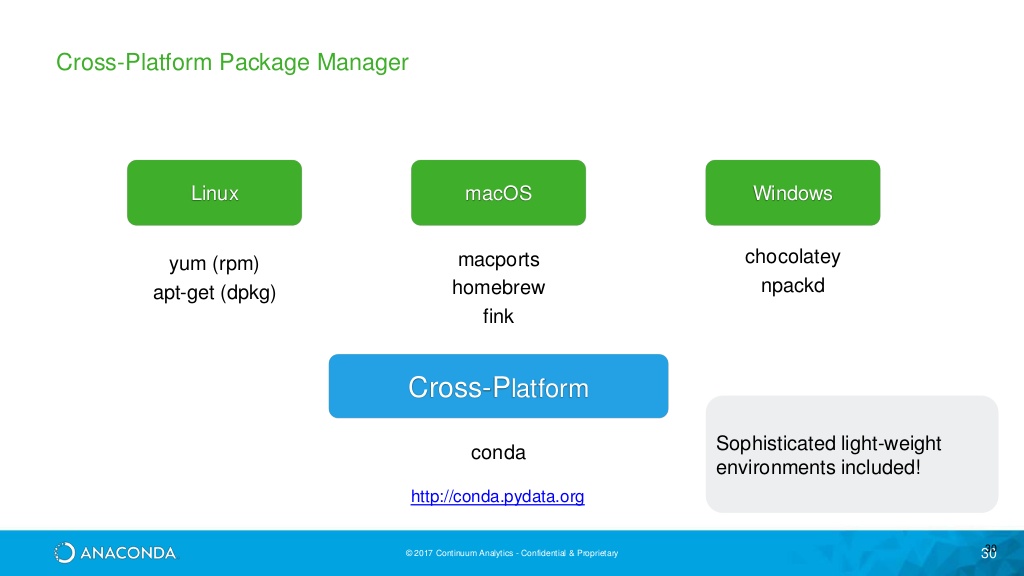 Cross-Platform Package Manager
Linux
macOS
Windows
yum (rpm)
apt-get (dpkg)
macports
homebrew
fink
chocolatey
npackd
Cross-Platform
conda
http://conda.pydata.org
Sophisticated light-weight
environments included!
ANACONDA
© 2017 Continuum Analytics - Confidential & Proprietary
30